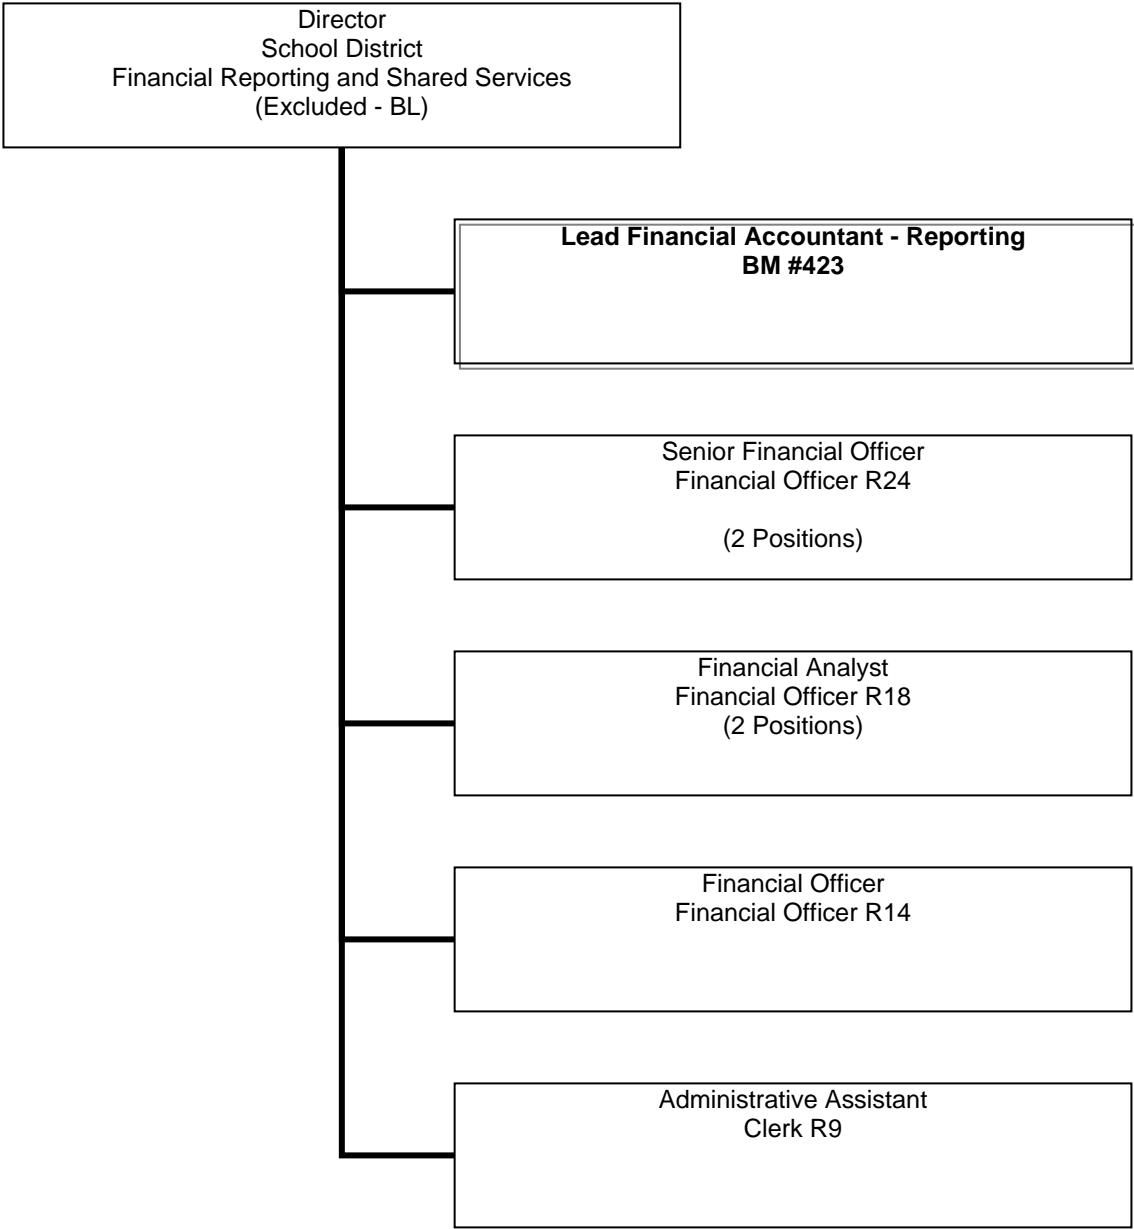 Director
School District
Financial Reporting and Shared Services
(Excluded - BL)
Lead Financial Accountant - Reporting
BM #423
Senior Financial Officer
Financial Officer R24
(2 Positions)
Financial Analyst
Financial Officer R18
(2 Positions)
Financial Officer
Financial Officer R14
Administrative Assistant
Clerk R9